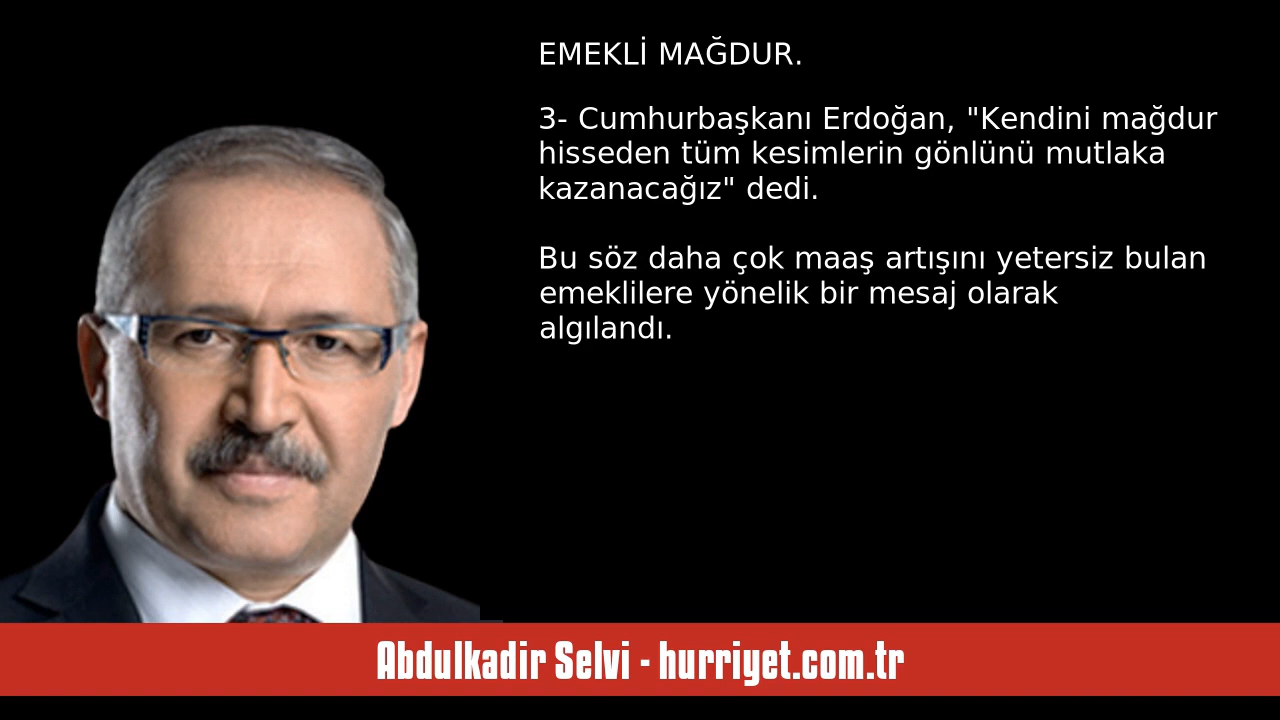 EMEKLİ MAĞDUR.
3- Cumhurbaşkanı Erdoğan, "Kendini mağdur
hisseden tüm kesimlerin gönlünü mutlaka
kazanacağız" dedi.
Bu söz daha çok maaş artışını yetersiz bulan
emeklilere yönelik bir mesaj olarak
algılandı.
Abdulkadir Selvi - hurriyet.com.tr